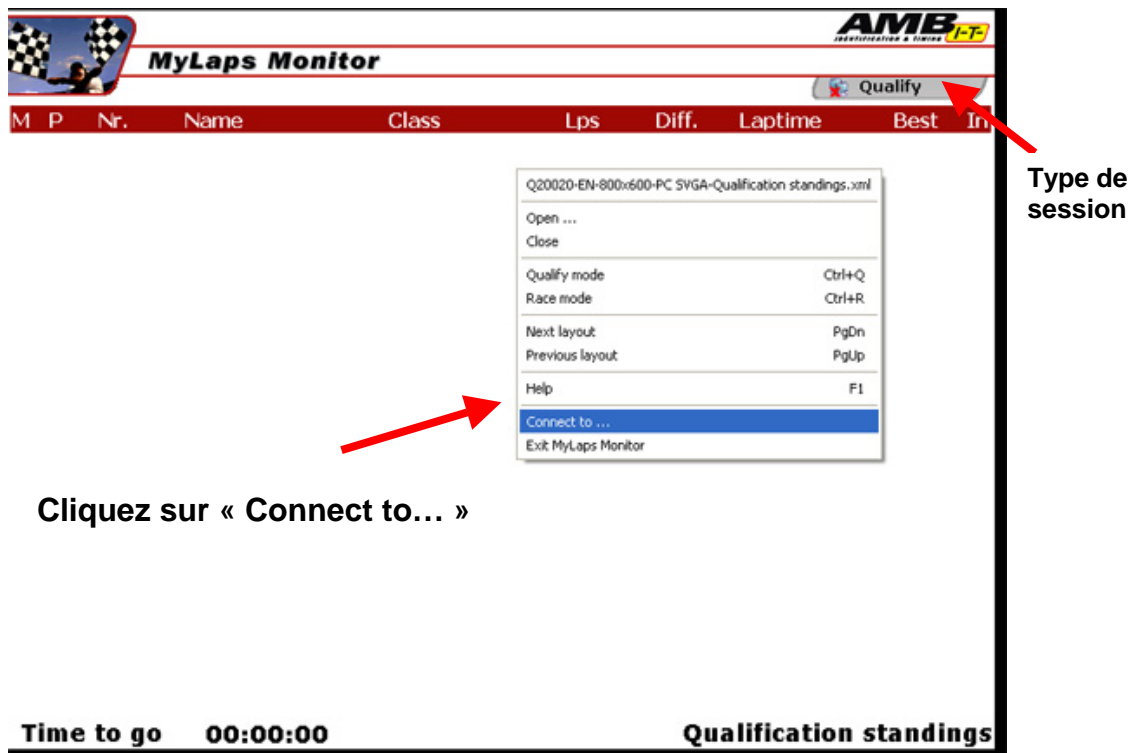 AMB I-T-
identification & timing
MyLaps Monitor
Qualify
M P Nr. Name Class Lps Diff. Laptime Best In
Type de
session
Q20020-EN-800x600-PC SVGA-Qualification standings.xml
Open ...
Close
Qualify mode Ctrl+Q
Race mode Ctrl+R
Next layout PgDn
Previous layout PgUp
Help F1
Connect to ...
Exit MyLaps Monitor
Cliquez sur « Connect to… »
Time to go 00:00:00 Qualification standings